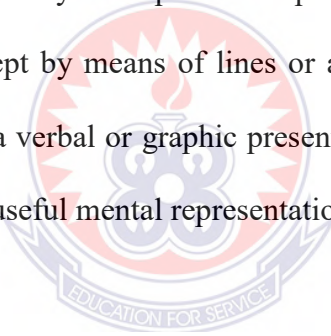 ept by means of lines or a
a verbal or graphic presen
useful mental representatio
EDUCATION FOR SERVICE